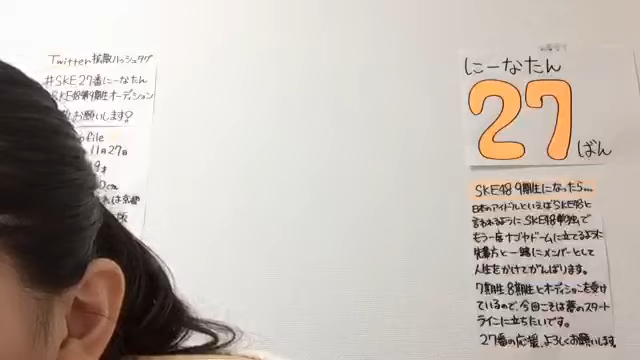 Twitter拡散ハッシュタグ
#SKE27番にーなたん
SKE48第9期生オーディション
お願いします?
file
11月27日
にーなたん
27
ばん
SKE48 9期生になったら…
日本のアイドルといえばSKE48と
言われるようにSKE48単独で
もう一度ナゴヤドームに立てるように
先輩方と一緒にメンバーとして
人生をかけてがんばります。
7期生 8期生とオーディションを受け
ているので、今回こそは夢のスタート
ラインに立ちたいです。
27番の応援、よろしくお願いします。